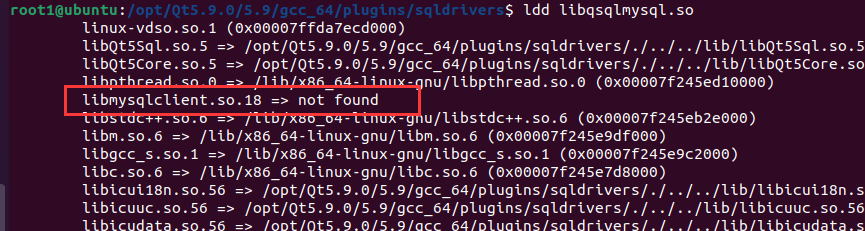 root1@ubuntu:/opt/Qt5.9.0/5.9/gcc_64/plugins/sqldrivers$ ldd libqsqlmysql.so
linux-vdso.so.1 (0x00007ffda7ecd000)
libQt5Sql.so.5 => /opt/Qt5.9.0/5.9/gcc_64/plugins/sqldrivers/./../../lib/libQt5Sql.so.5
libQt5Core.so.5 => /opt/Qt5.9.0/5.9/gcc_64/plugins/sqldrivers/./../../lib/libQt5Core.so
libpthread.so.0 => /lib/x86_64-linux-gnu/libpthread.so.0 (0x00007f245ed10000)
libmysqlclient.so.18 => not found
libstdc++.so.6 => /lib/x86_64-linux-gnu/libstdc++.so.6 (0x00007f245eb2e000)
libm.so.6 => /lib/x86_64-linux-gnu/libm.so.6 (0x00007f245e9df000)
libgcc_s.so.1 => /lib/x86_64-linux-gnu/libgcc_s.so.1 (0x00007f245e9c2000)
libc.so.6 => /lib/x86_64-linux-gnu/libc.so.6 (0x00007f245e7d8000)
libicui18n.so.56 => /opt/Qt5.9.0/5.9/gcc_64/plugins/sqldrivers/./../../lib/libicui18n.s
libicuuc.so.56 => /opt/Qt5.9.0/5.9/gcc_64/plugins/sqldrivers/./../../lib/libicuuc.so.56
libicudata.so.56 => /opt/Qt5.9.0/5.9/gcc_64/plugins/sqldrivers/./../../lib/libicudata.s